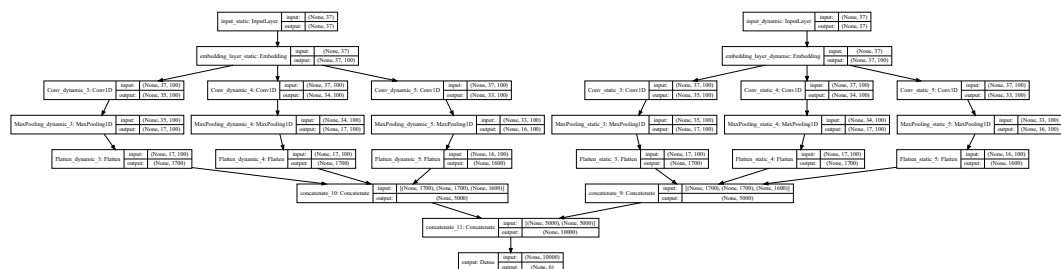 input_static: InputLayer input: (None, 37) output: (None, 37)
input_dynamic: InputLayer input: (None, 37) output: (None, 37)
embedding_layer_static: Embedding input: (None, 37) output: (None, 37, 100)
embedding_layer_dynamic: Embedding input: (None, 37) output: (None, 37, 100)
Conv_dynamic_3: Conv1D input: (None, 37, 100) output: (None, 35, 100)
Conv_dynamic_4: Conv1D input: (None, 37, 100) output: (None, 34, 100)
Conv_dynamic_5: Conv1D input: (None, 37, 100) output: (None, 33, 100)
Conv_static_3: Conv1D input: (None, 37, 100) output: (None, 35, 100)
Conv_static_4: Conv1D input: (None, 37, 100) output: (None, 34, 100)
Conv_static_5: Conv1D input: (None, 37, 100) output: (None, 33, 100)
MaxPooling_dynamic_3: MaxPooling1D input: (None, 35, 100) output: (None, 17, 100)
MaxPooling_dynamic_4: MaxPooling1D input: (None, 34, 100) output: (None, 17, 100)
MaxPooling_dynamic_5: MaxPooling1D input: (None, 33, 100) output: (None, 16, 100)
MaxPooling_static_3: MaxPooling1D input: (None, 35, 100) output: (None, 17, 100)
MaxPooling_static_4: MaxPooling1D input: (None, 34, 100) output: (None, 17, 100)
MaxPooling_static_5: MaxPooling1D input: (None, 33, 100) output: (None, 16, 100)
Flatten_dynamic_3: Flatten input: (None, 17, 100) output: (None, 1700)
Flatten_dynamic_4: Flatten input: (None, 17, 100) output: (None, 1700)
Flatten_dynamic_5: Flatten input: (None, 16, 100) output: (None, 1600)
Flatten_static_3: Flatten input: (None, 17, 100) output: (None, 1700)
Flatten_static_4: Flatten input: (None, 17, 100) output: (None, 1700)
Flatten_static_5: Flatten input: (None, 16, 100) output: (None, 1600)
concatenate_10: Concatenate input: [(None, 1700), (None, 1700), (None, 1600)] output: (None, 5000)
concatenate_9: Concatenate input: [(None, 1700), (None, 1700), (None, 1600)] output: (None, 5000)
concatenate_11: Concatenate input: [(None, 5000), (None, 5000)] output: (None, 10000)
output: Dense input: (None, 10000) output: (None, 6)